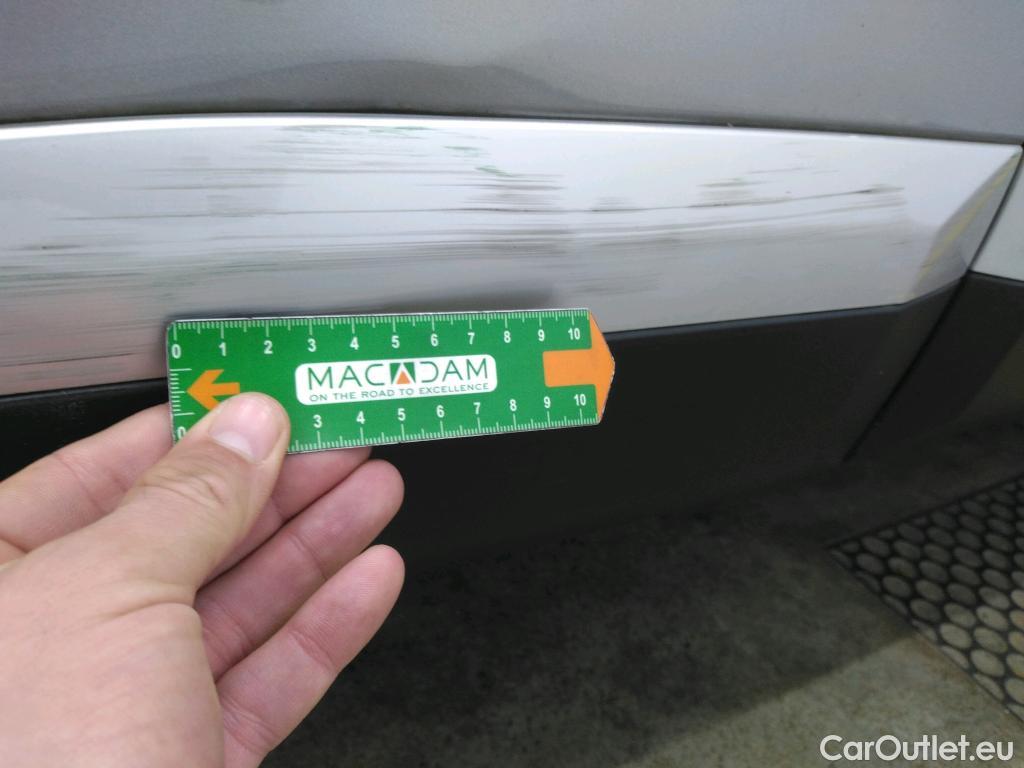 0 1 2 3 4 5 6 7 8 9 10
MACADAM
ON THE ROAD TO EXCELLENCE
0 3 4 5 6 7 8 9 10
CarOutlet.eu